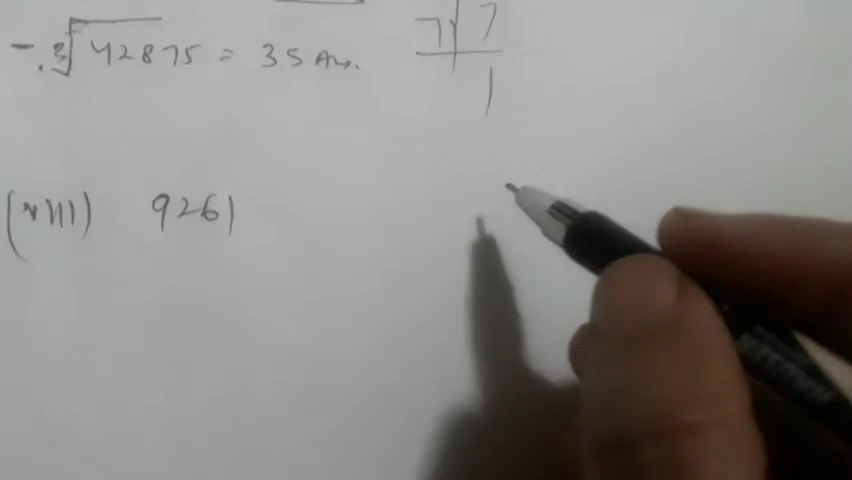 ∴ ∛42875 = 35 Ans.
7 | 7
1
(viii) 9261